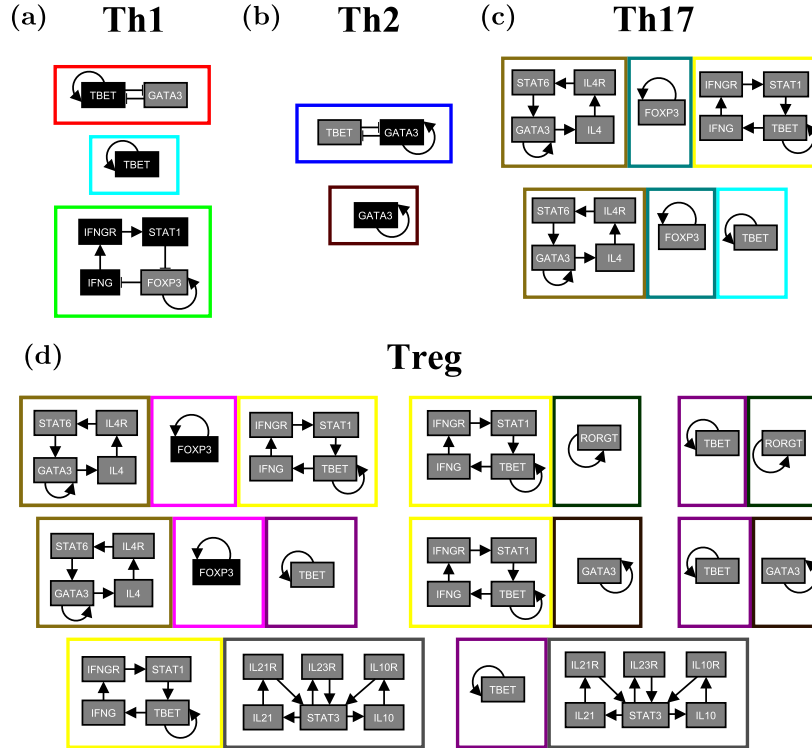 (a) Th1 (b) Th2 (c) Th17
TBET GATA3
TBET
IFNGR STAT1
IFNG FOXP3
TBET GATA3
GATA3
STAT6 IL4R FOXP3 IFNGR STAT1
GATA3 IL4 IFNG TBET
STAT6 IL4R FOXP3 TBET
GATA3 IL4
(d) Treg
STAT6 IL4R FOXP3 IFNGR STAT1 IFNGR STAT1 RORGT TBET RORGT
GATA3 IL4 IFNG TBET IFNG TBET
STAT6 IL4R FOXP3 TBET IFNGR STAT1 GATA3 TBET GATA3
GATA3 IL4 IFNG TBET
IFNGR STAT1 IL21R IL23R IL10R TBET IL21R IL23R IL10R
IFNG TBET IL21 STAT3 IL10 IL21 STAT3 IL10